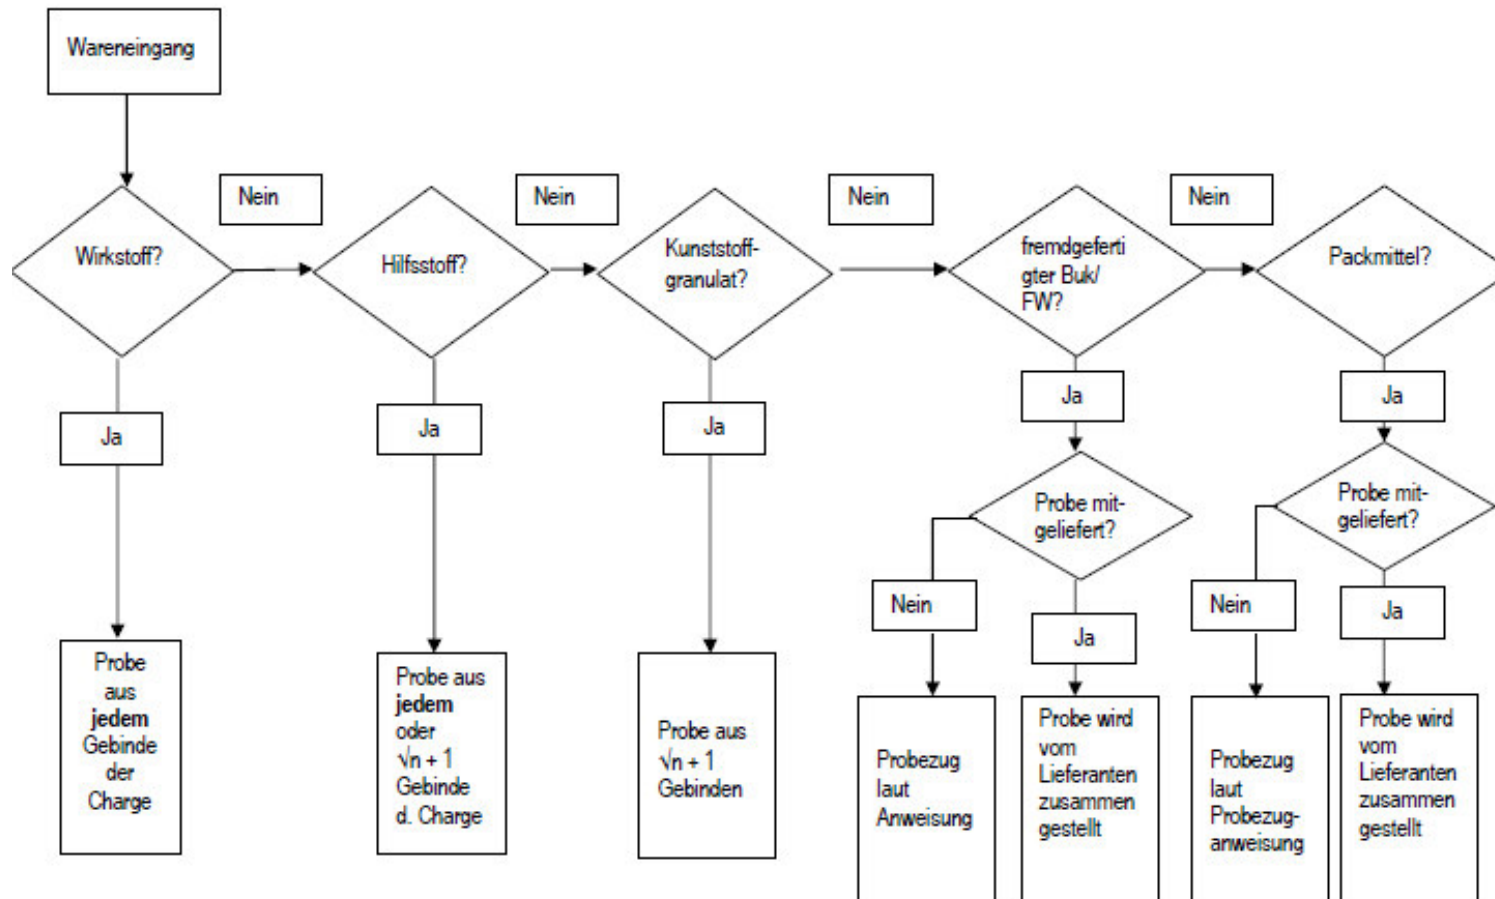 Wareneingang
Wirkstoff?
Nein
Hilfsstoff?
Nein
Kunststoff-
granulat?
Nein
fremdgeferti
gter Buk/
FW?
Nein
Packmittel?
Ja
Ja
Ja
Ja
Ja
Probe mit-
geliefert?
Probe mit-
geliefert?
Nein
Ja
Nein
Ja
Probe
aus
jedem
Gebinde
der
Charge
Probe aus
jedem
oder
√n + 1
Gebinde
d. Charge
Probe aus
√n + 1
Gebinden
Probezug
laut
Anweisung
Probe wird
vom
Lieferanten
zusammen
gestellt
Probezug
laut
Probezug-
anweisung
Probe wird
vom
Lieferanten
zusammen
gestellt